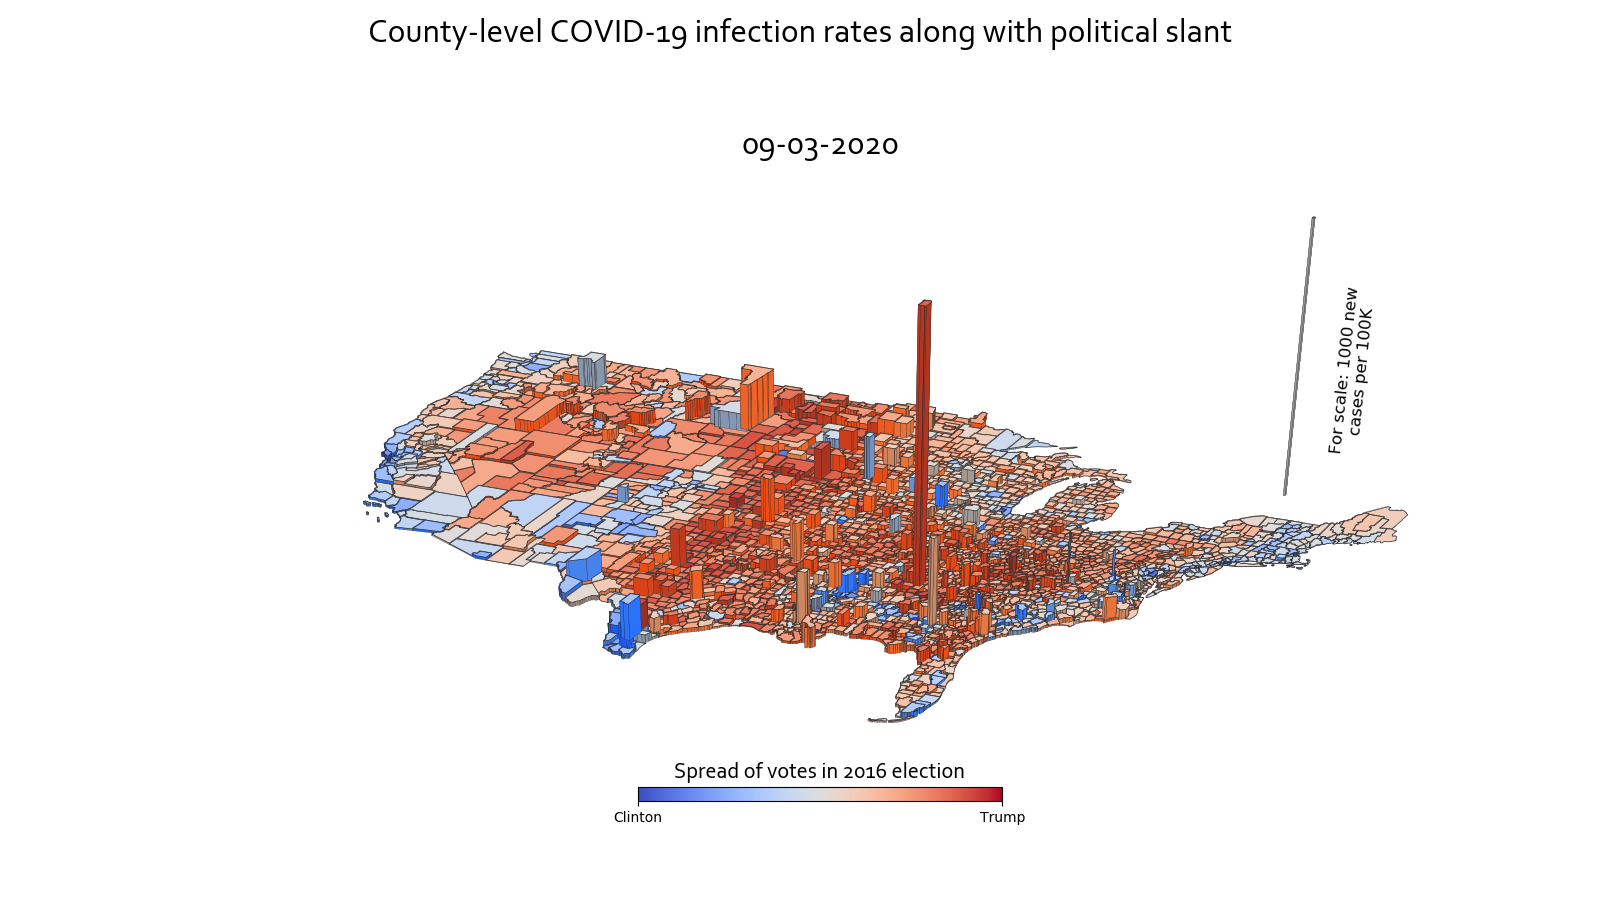 County-level COVID-19 infection rates along with political slant
09-03-2020
For scale: 1000 new
cases per 100K
Spread of votes in 2016 election
Clinton
Trump